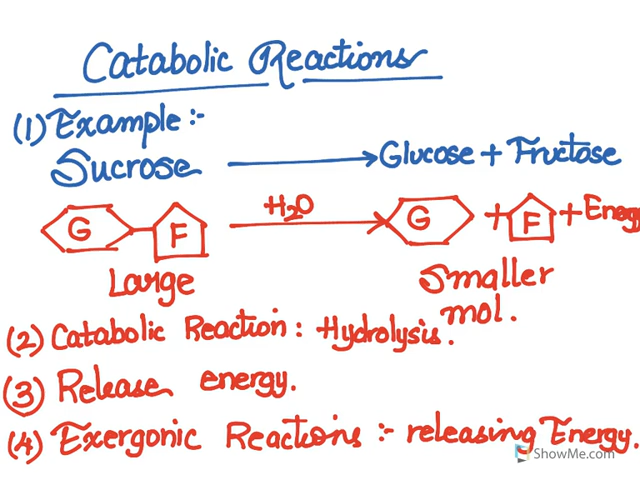 Catabolic Reactions
(1) Example :-
Sucrose → Glucose + Fructose
G F H2O G + F + Energy
Large Smaller
mol.
(2) Catabolic Reaction : Hydrolysis.
(3) Release energy.
(4) Exergonic Reactions :- releasing Energy.
ShowMe.com